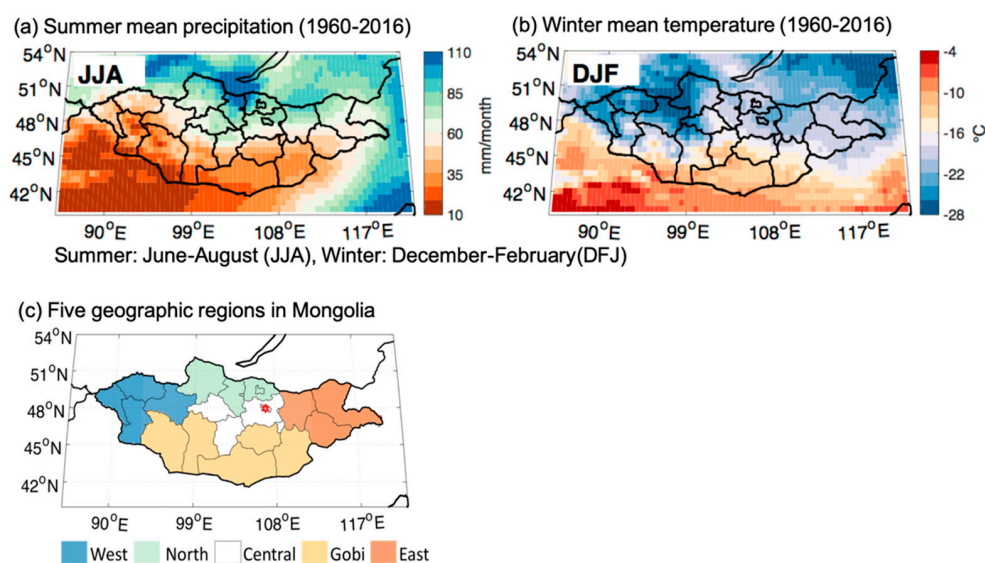 (a) Summer mean precipitation (1960-2016)
54°N
51°N
48°N
45°N
42°N
JJA
90°E
99°E
108°E
117°E
110
85
60
35
10
mm/month
(b) Winter mean temperature (1960-2016)
54°N
51°N
48°N
45°N
42°N
DJF
90°E
99°E
108°E
117°E
-4
-10
-16
-22
-28
°C
Summer: June-August (JJA), Winter: December-February(DFJ)
(c) Five geographic regions in Mongolia
54°N
51°N
48°N
45°N
42°N
90°E
99°E
108°E
117°E
West North Central Gobi East